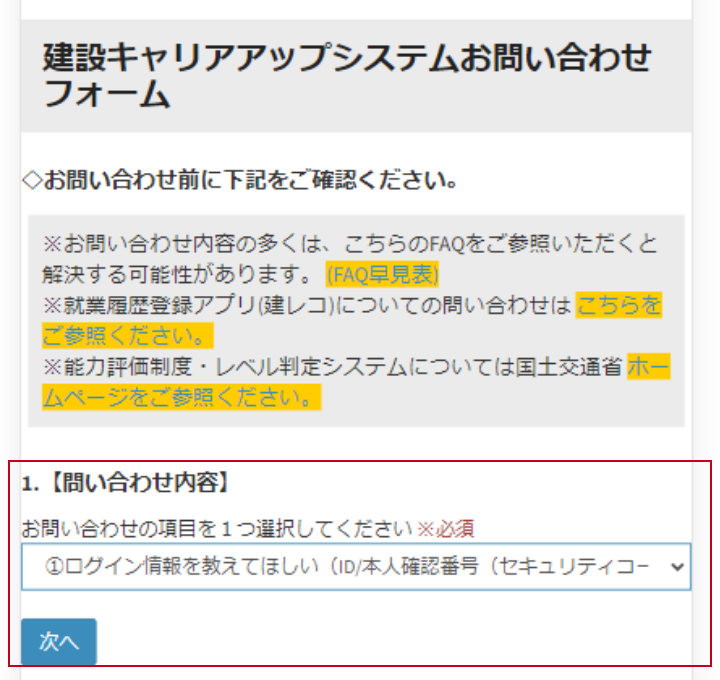 建設キャリアアップシステムお問い合わせ
フォーム
◇お問い合わせ前に下記をご確認ください。
※お問い合わせ内容の多くは、こちらのFAQをご参照いただくと
解決する可能性があります。 (FAQ早見表)
※就業履歴登録アプリ(建レコ)についての問い合わせは こちらを
ご参照ください。
※能力評価制度・レベル判定システムについては国土交通省 ホー
ムページをご参照ください。
1.【問い合わせ内容】
お問い合わせの項目を１つ選択してください ※必須
①ログイン情報を教えてほしい（ID/本人確認番号（セキュリティコー
次へ